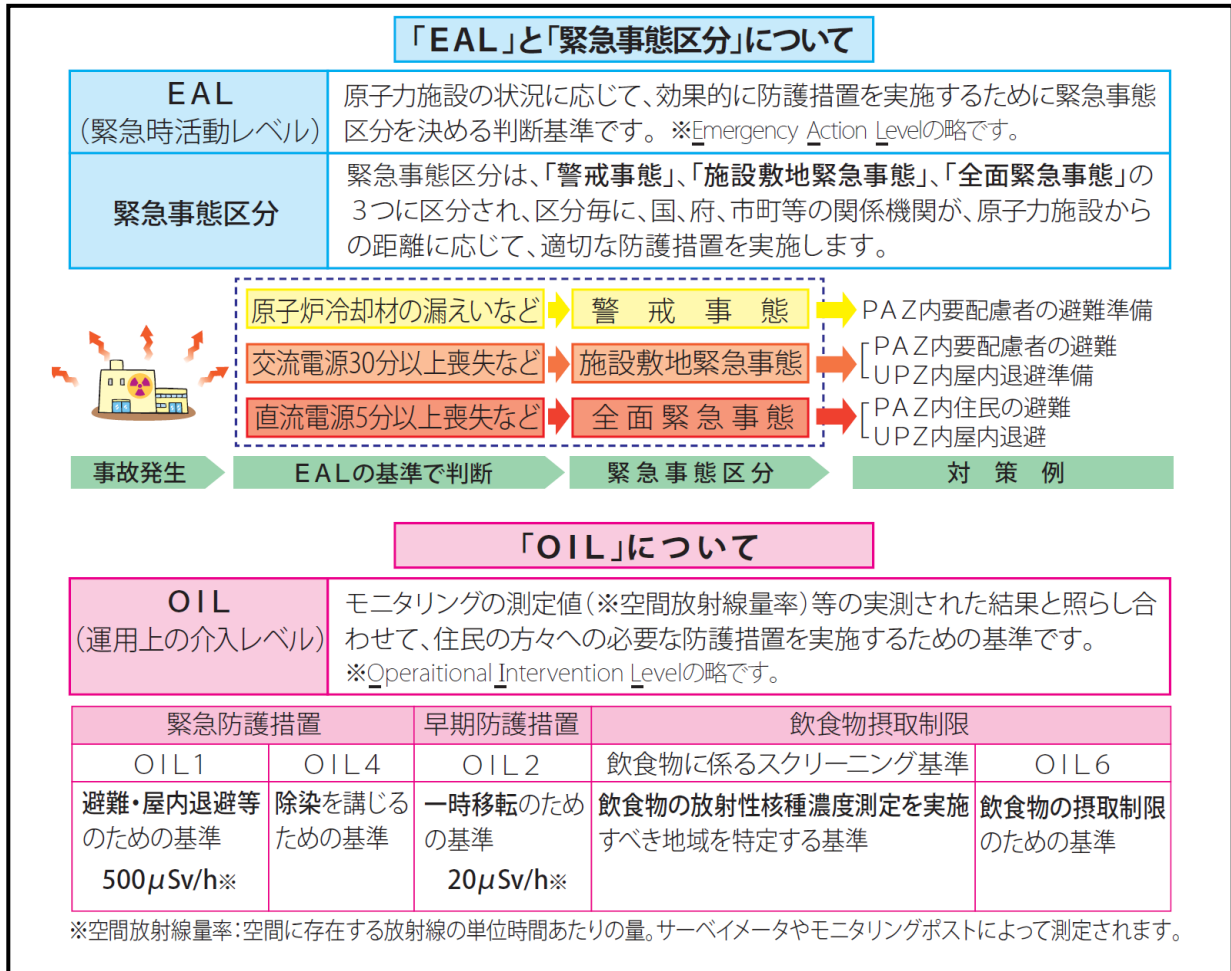 「EAL」と「緊急事態区分」について
EAL
(緊急時活動レベル)
原子力施設の状況に応じて、効果的に防護措置を実施するために緊急事態
区分を決める判断基準です。 ※Emergency Action Levelの略です。
緊急事態区分
緊急事態区分は、「警戒事態」、「施設敷地緊急事態」、「全面緊急事態」の
3つに区分され、区分毎に、国、府、市町等の関係機関が、原子力施設から
の距離に応じて、適切な防護措置を実施します。
原子炉冷却材の漏えいなど 警戒事態 PAZ内要配慮者の避難準備
交流電源30分以上喪失など 施設敷地緊急事態 PAZ内要配慮者の避難
UPZ内屋内退避準備
直流電源5分以上喪失など 全面緊急事態 PAZ内住民の避難
UPZ内屋内退避
事故発生 EALの基準で判断 緊急事態区分 対策例
「OIL」について
OIL
(運用上の介入レベル)
モニタリングの測定値(※空間放射線量率)等の実測された結果と照らし合
わせて、住民の方々への必要な防護措置を実施するための基準です。
※Operaitional Intervention Levelの略です。
緊急防護措置 早期防護措置 飲食物摂取制限
OIL1 OIL4 OIL2 飲食物に係るスクリーニング基準 OIL6
避難・屋内退避等
のための基準
500μSv/h※
除染を講じる
ための基準
一時移転のため
の基準
20μSv/h※
飲食物の放射性核種濃度測定を実施
すべき地域を特定する基準
飲食物の摂取制限
のための基準
※空間放射線量率:空間に存在する放射線の単位時間あたりの量。サーベイメータやモニタリングポストによって測定されます。